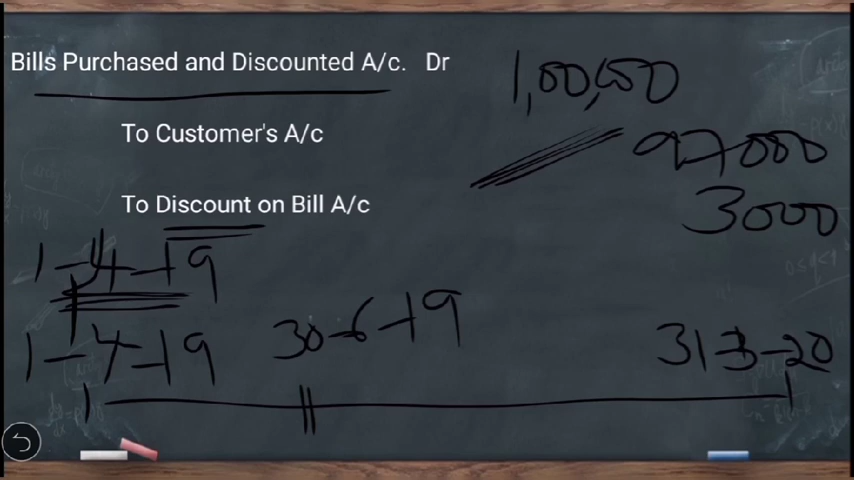 Bills Purchased and Discounted A/c. Dr 1,00,000
To Customer's A/c 97000
To Discount on Bill A/c 3000
1-4-19
1-4-19 30-6-19 31-3-20